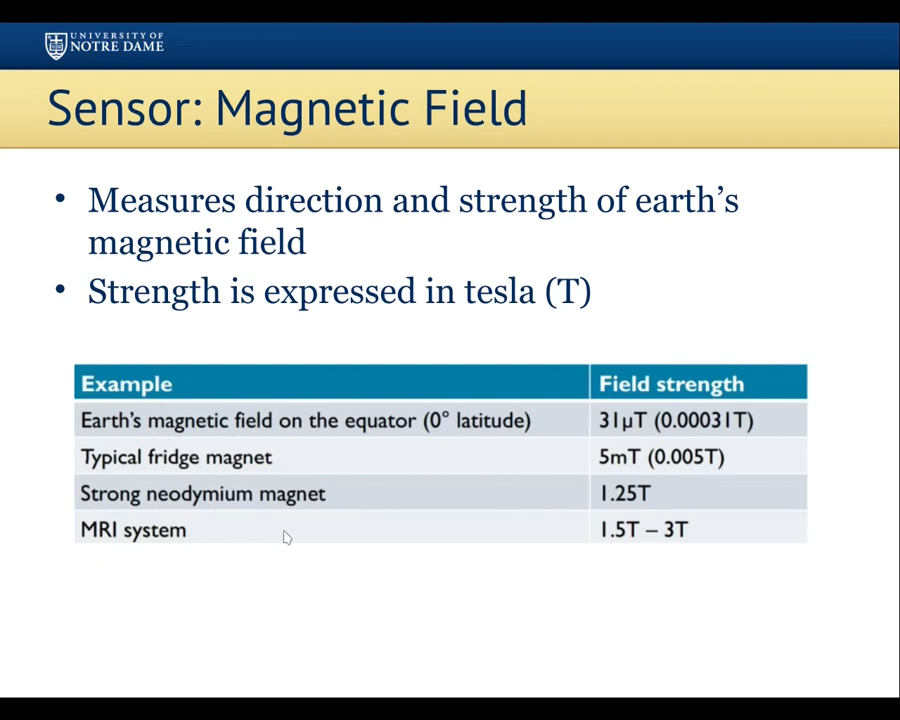 UNIVERSITY OF
NOTRE DAME
Sensor: Magnetic Field
• Measures direction and strength of earth’s
magnetic field
• Strength is expressed in tesla (T)
Example Field strength
Earth’s magnetic field on the equator (0° latitude) 31µT (0.00031T)
Typical fridge magnet 5mT (0.005T)
Strong neodymium magnet 1.25T
MRI system 1.5T – 3T